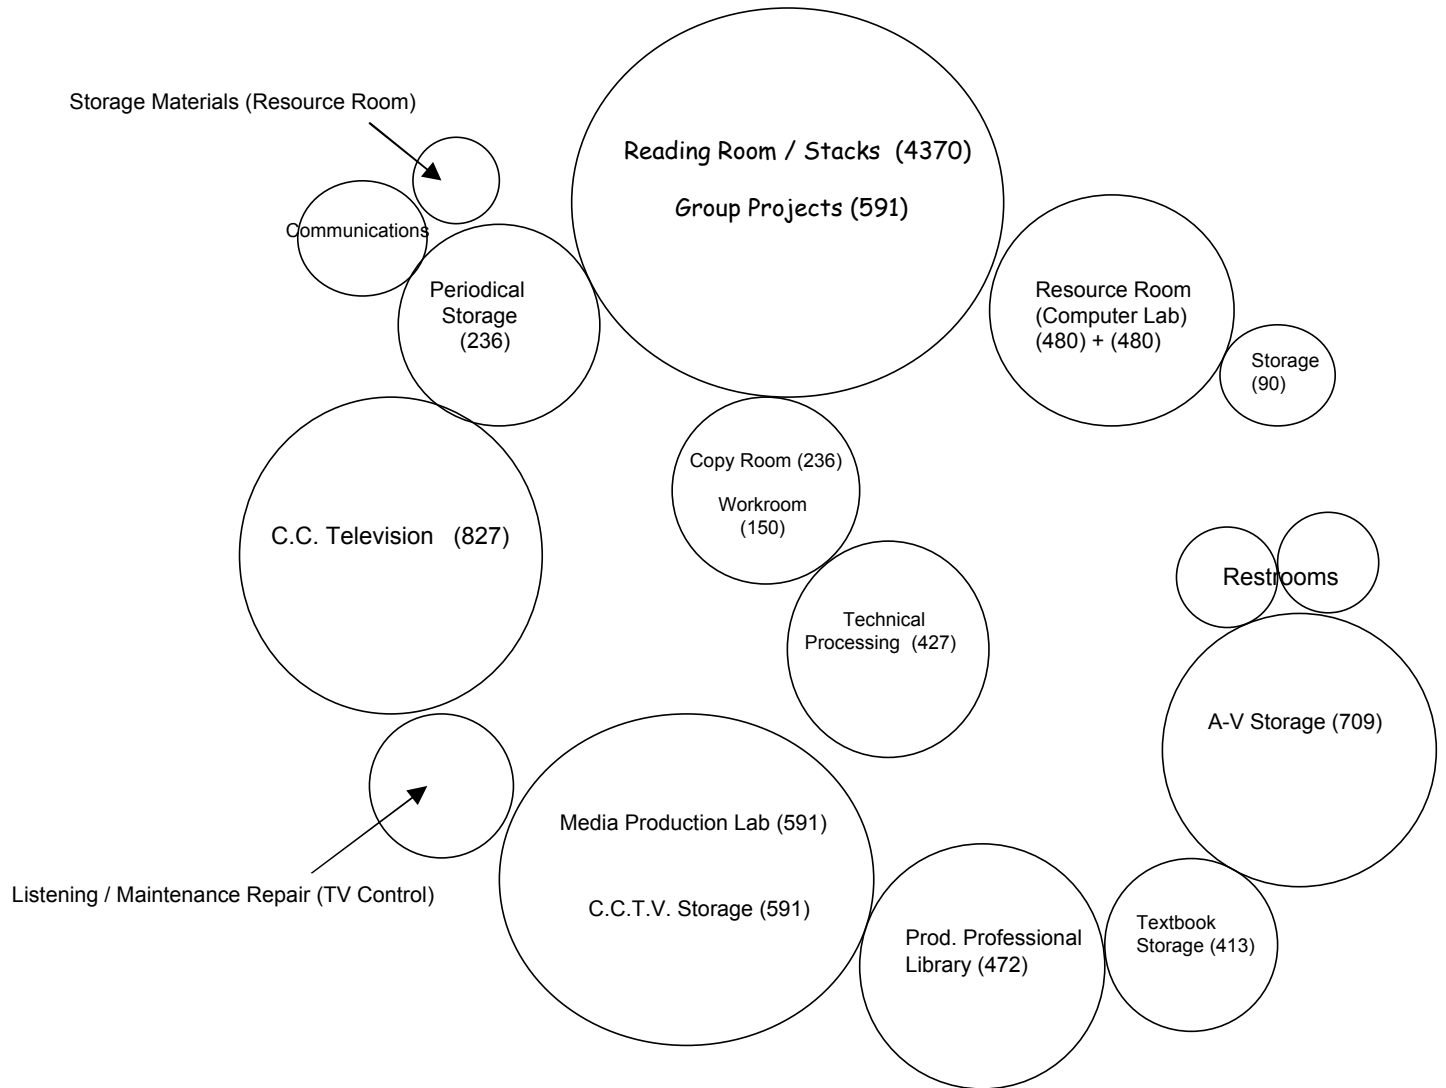 Storage Materials (Resource Room)
Reading Room / Stacks (4370)
Group Projects (591)
Communications
Periodical
Storage
(236)
Resource Room
(Computer Lab)
(480) + (480)
Storage
(90)
Copy Room (236)
Workroom
(150)
C.C. Television (827)
Restrooms
Technical
Processing (427)
A-V Storage (709)
Media Production Lab (591)
Listening / Maintenance Repair (TV Control)
C.C.T.V. Storage (591)
Prod. Professional
Library (472)
Textbook
Storage (413)